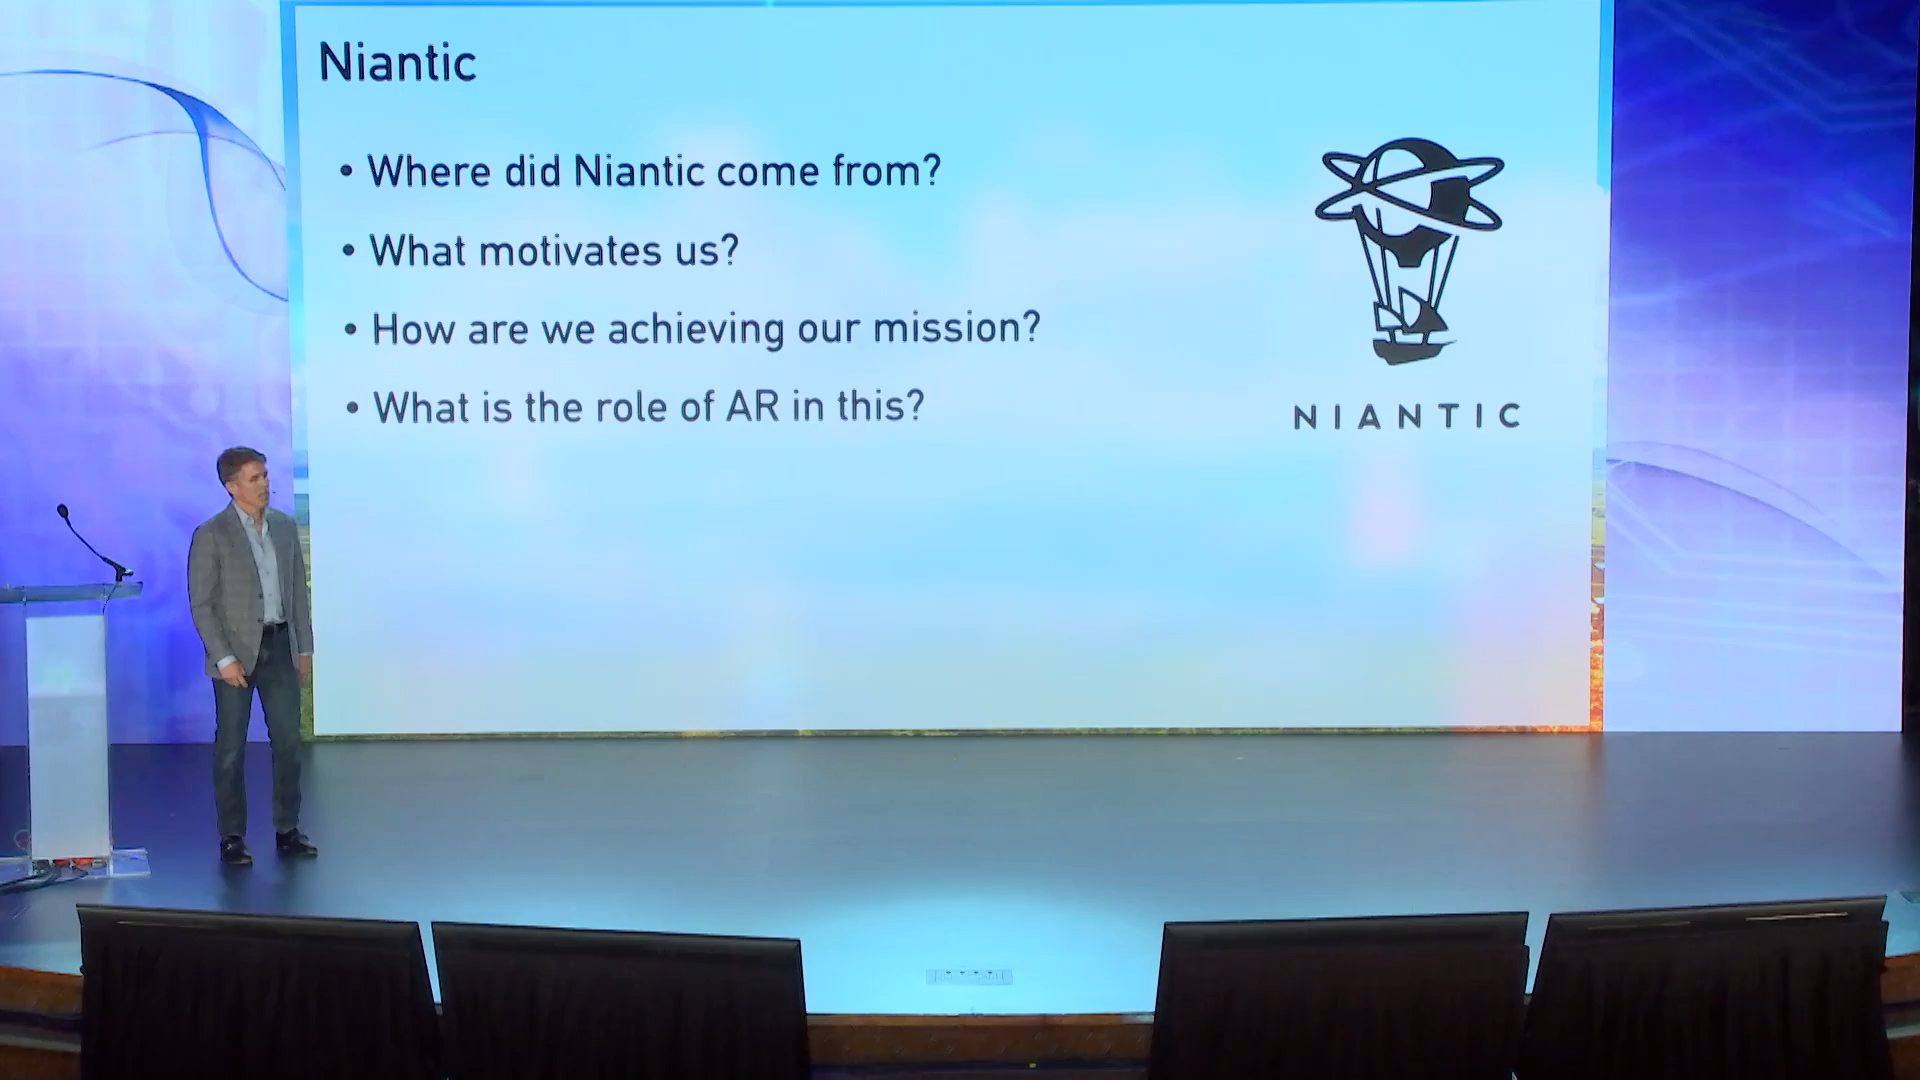 Niantic
• Where did Niantic come from?
• What motivates us?
• How are we achieving our mission?
• What is the role of AR in this?
NIANTIC